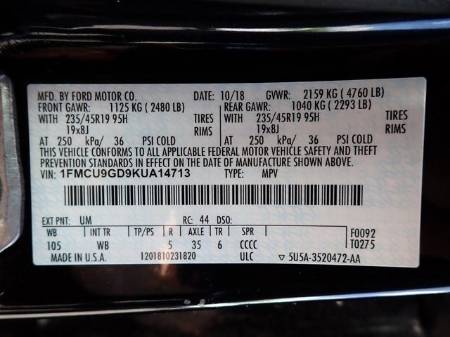 MFD. BY FORD MOTOR CO. 10/18 GVWR: 2159 KG ( 4760 LB)
FRONT GAWR: 1125 KG ( 2480 LB) REAR GAWR: 1040 KG ( 2293 LB)
WITH 235/45R19 95H TIRES WITH 235/45R19 95H TIRES
19x8J RIMS 19x8J RIMS
AT 250 kPa/ 36 PSI COLD AT 250 kPa/ 36 PSI COLD
THIS VEHICLE CONFORMS TO ALL APPLICABLE FEDERAL MOTOR VEHICLE SAFETY AND THEFT
PREVENTION STANDARDS IN EFFECT ON THE DATE OF MANUFACTURE SHOWN ABOVE.
VIN: 1FMCU9GD9KUA14713 TYPE: MPV
EXT PNT: UM RC: 44 DSO:
WB INT TR TP/PS R AXLE TR SPR F0092
105 WB 5 35 6 CCCC T0275
MADE IN U.S.A. 1201810231820 ULC 5U5A-3520472-AA